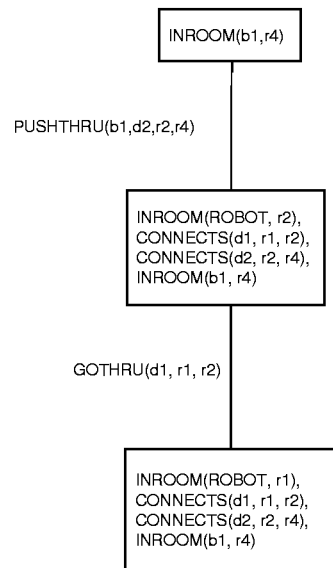 INROOM(b1,r4)
PUSHTHRU(b1,d2,r2,r4)
INROOM(ROBOT, r2),
CONNECTS(d1, r1, r2),
CONNECTS(d2, r2, r4),
INROOM(b1, r4)
GOTHRU(d1, r1, r2)
INROOM(ROBOT, r1),
CONNECTS(d1, r1, r2),
CONNECTS(d2, r2, r4),
INROOM(b1, r4)